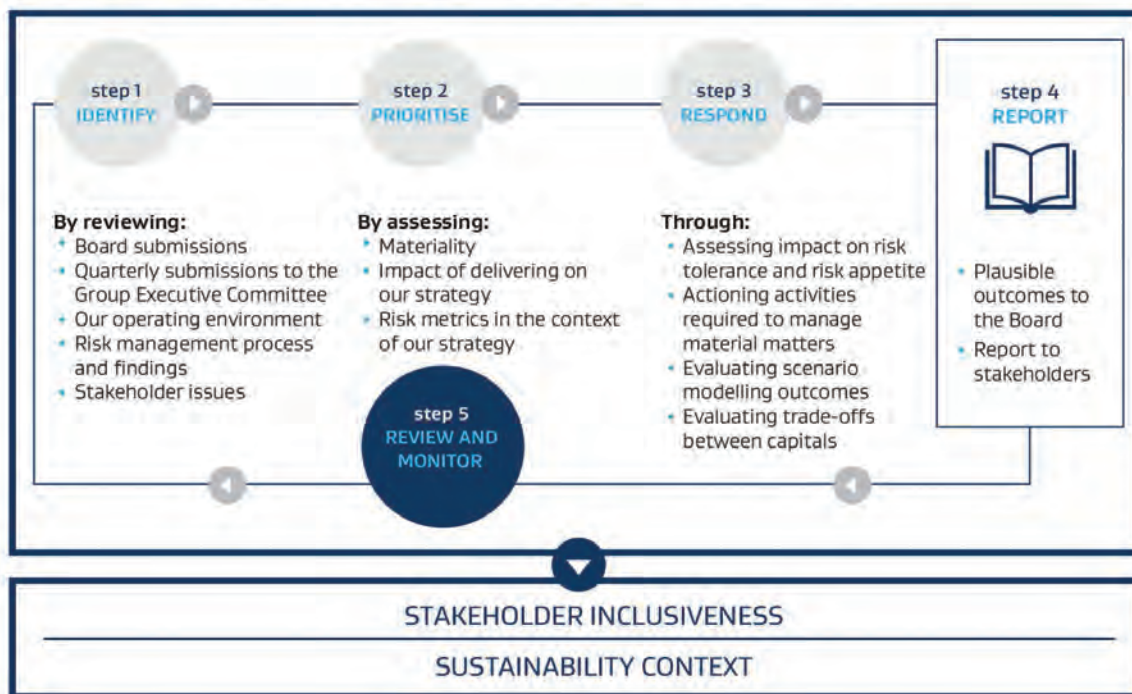 step 1
IDENTIFY
step 2
PRIORITISE
step 3
RESPOND
step 4
REPORT
By reviewing:
• Board submissions
• Quarterly submissions to the
Group Executive Committee
• Our operating environment
• Risk management process
and findings
• Stakeholder issues
By assessing:
• Materiality
• Impact of delivering on
our strategy
• Risk metrics in the context
of our strategy
Through:
• Assessing impact on risk
tolerance and risk appetite
• Actioning activities
required to manage
material matters
• Evaluating scenario
modelling outcomes
• Evaluating trade-offs
between capitals
• Plausible
outcomes to
the Board
• Report to
stakeholders
step 5
REVIEW AND
MONITOR
STAKEHOLDER INCLUSIVENESS
SUSTAINABILITY CONTEXT